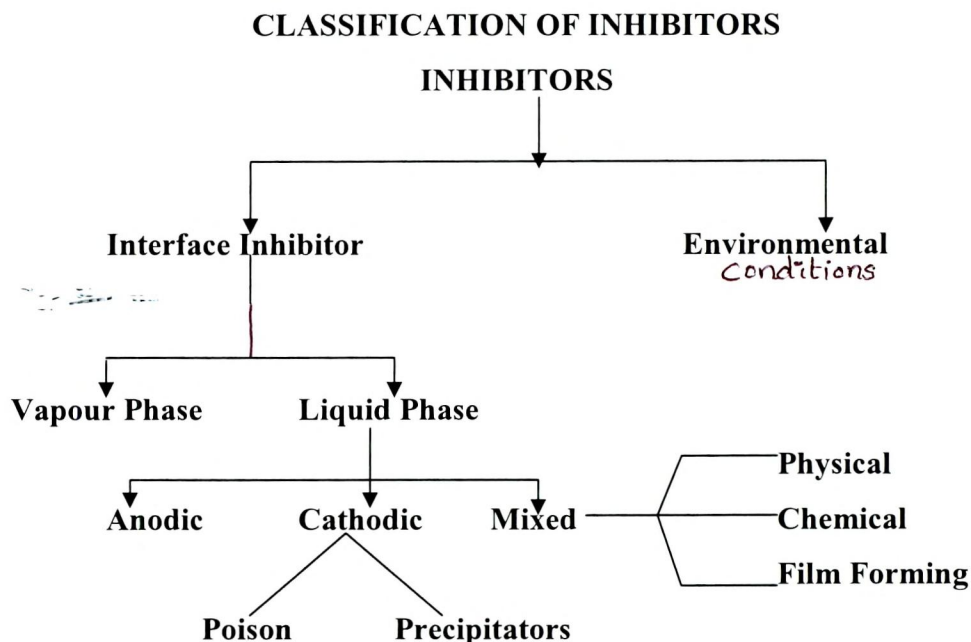 CLASSIFICATION OF INHIBITORS
INHIBITORS
Interface Inhibitor
Environmental
conditions
Vapour Phase
Liquid Phase
Anodic
Cathodic
Mixed
Physical
Chemical
Film Forming
Poison
Precipitators